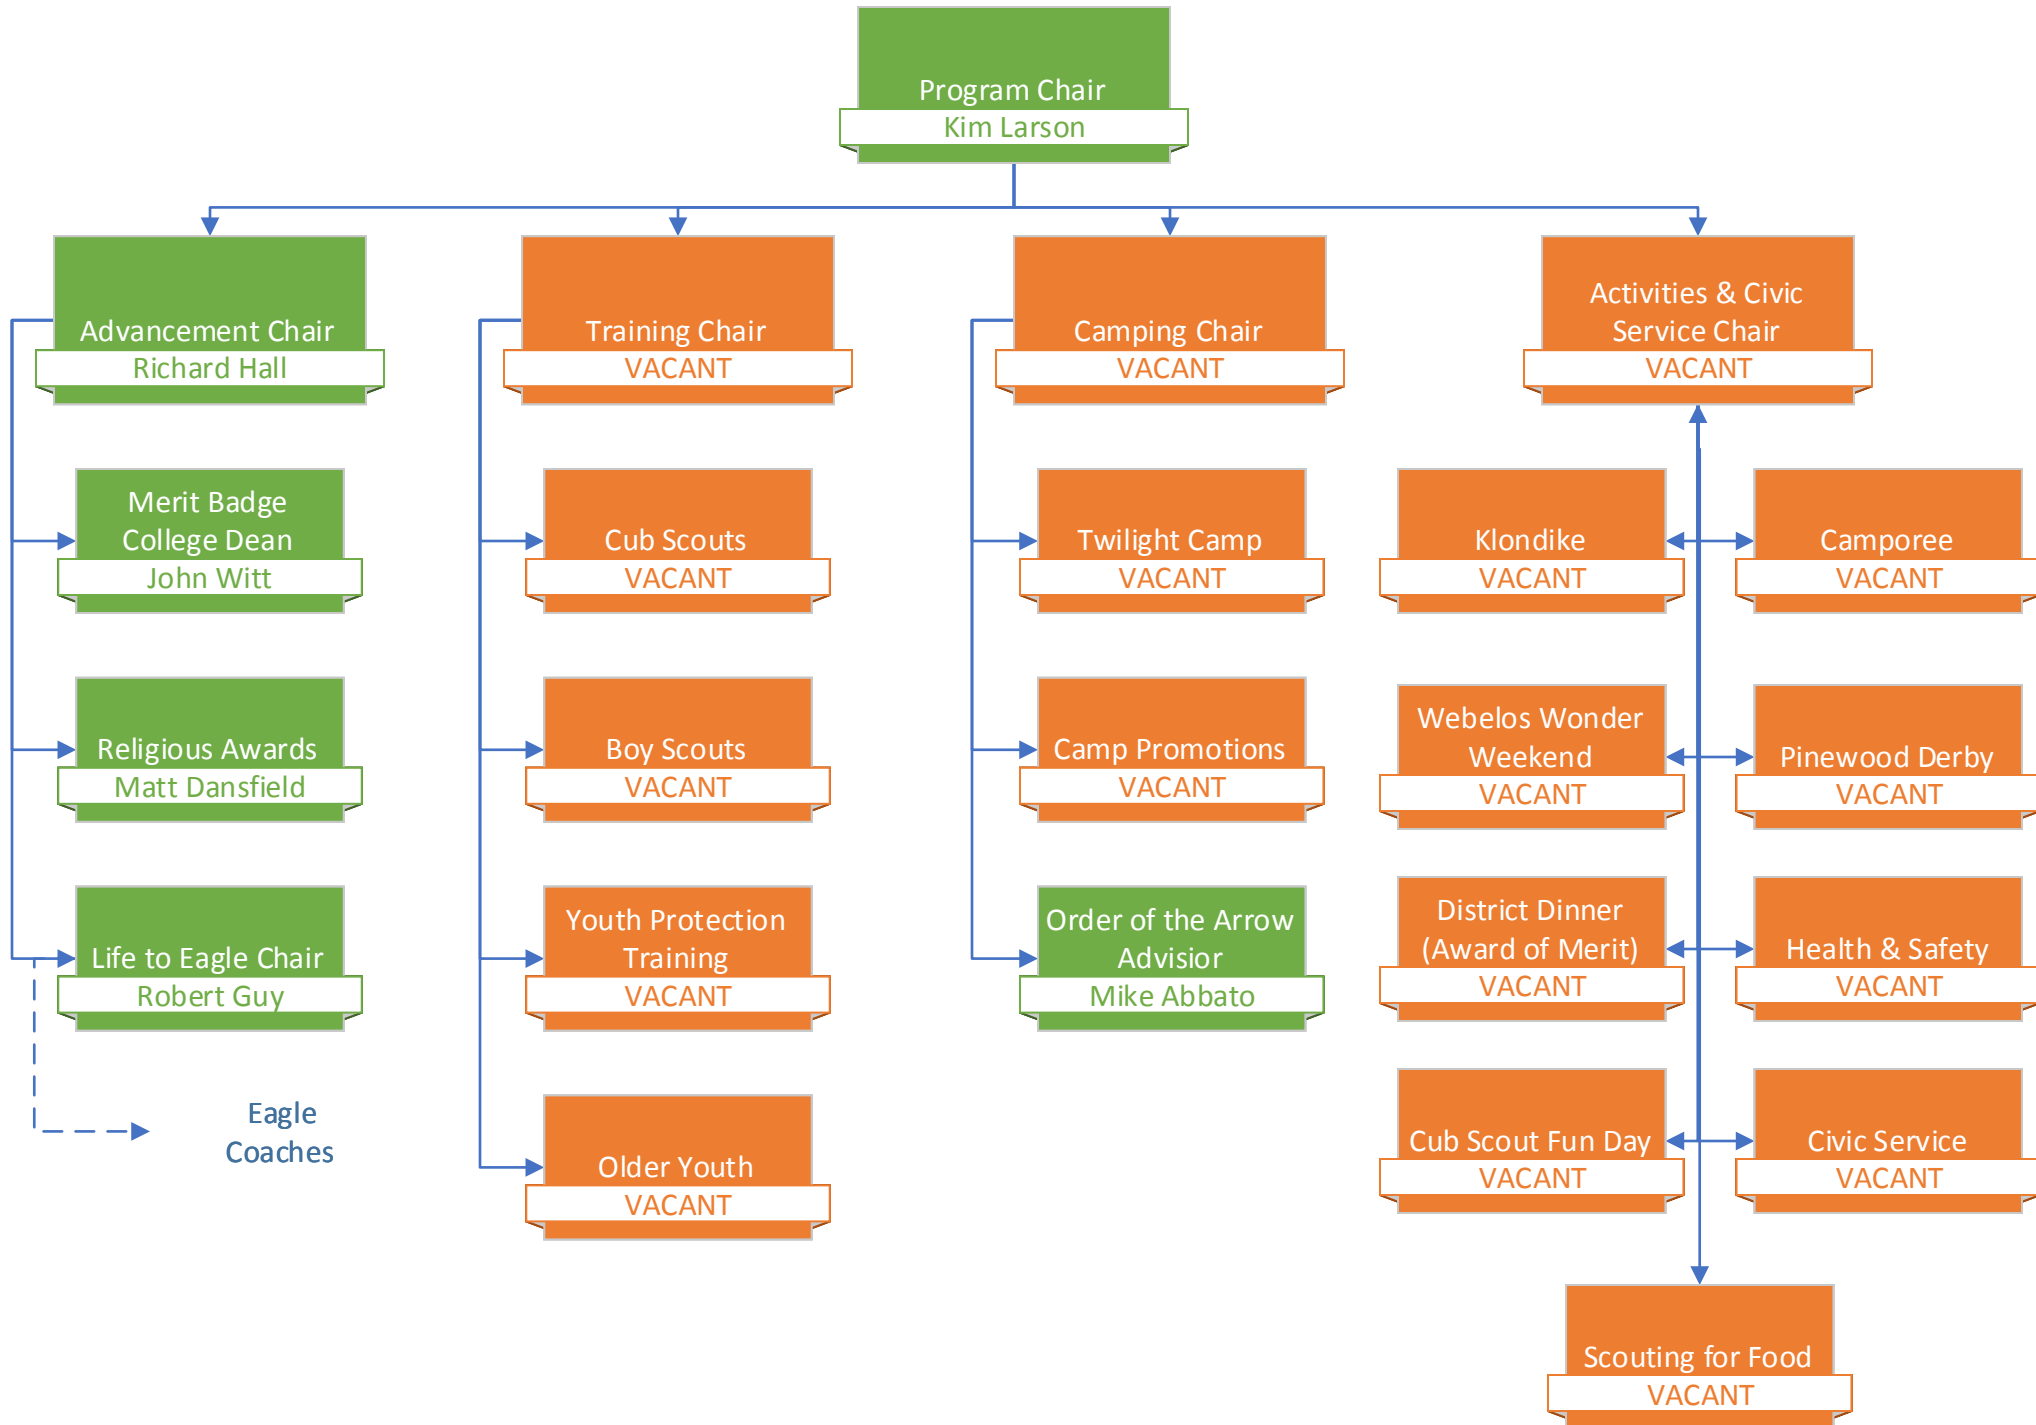 Program Chair
Kim Larson
Advancement Chair
Richard Hall
Training Chair
VACANT
Camping Chair
VACANT
Activities & Civic
Service Chair
VACANT
Merit Badge
College Dean
John Witt
Cub Scouts
VACANT
Twilight Camp
VACANT
Klondike
VACANT
Camporee
VACANT
Religious Awards
Matt Dansfield
Boy Scouts
VACANT
Camp Promotions
VACANT
Webelos Wonder
Weekend
VACANT
Pinewood Derby
VACANT
Life to Eagle Chair
Robert Guy
Youth Protection
Training
VACANT
Order of the Arrow
Advisior
Mike Abbato
District Dinner
(Award of Merit)
VACANT
Health & Safety
VACANT
Eagle
Coaches
Older Youth
VACANT
Cub Scout Fun Day
VACANT
Civic Service
VACANT
Scouting for Food
VACANT